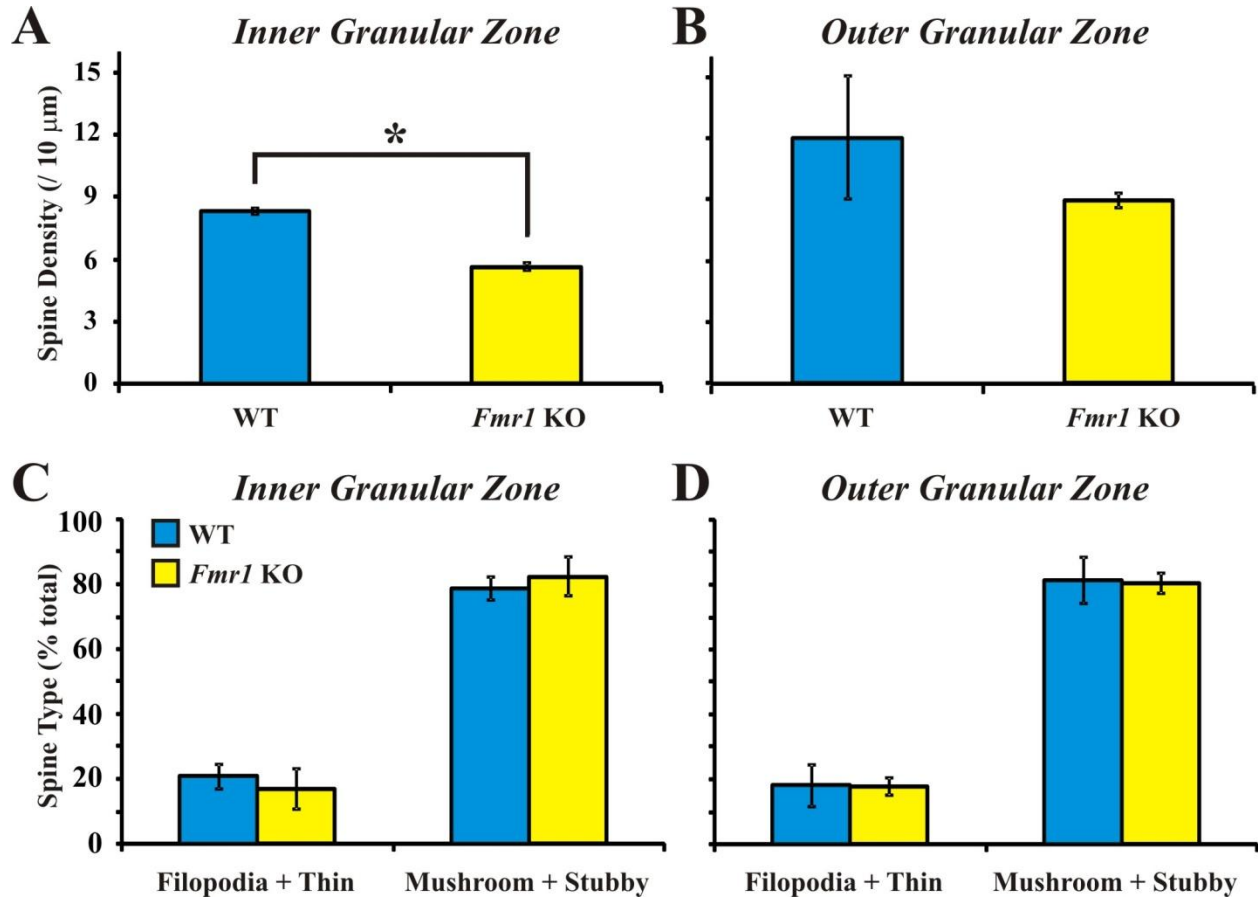 A
Inner Granular Zone
B
Outer Granular Zone
Spine Density (/ 10 μm)
15
12
9
6
3
0
*
WT
Fmr1 KO
WT
Fmr1 KO
C
Inner Granular Zone
D
Outer Granular Zone
Spine Type (% total)
100
80
60
40
20
0
WT
Fmr1 KO
Filopodia + Thin
Mushroom + Stubby
Filopodia + Thin
Mushroom + Stubby